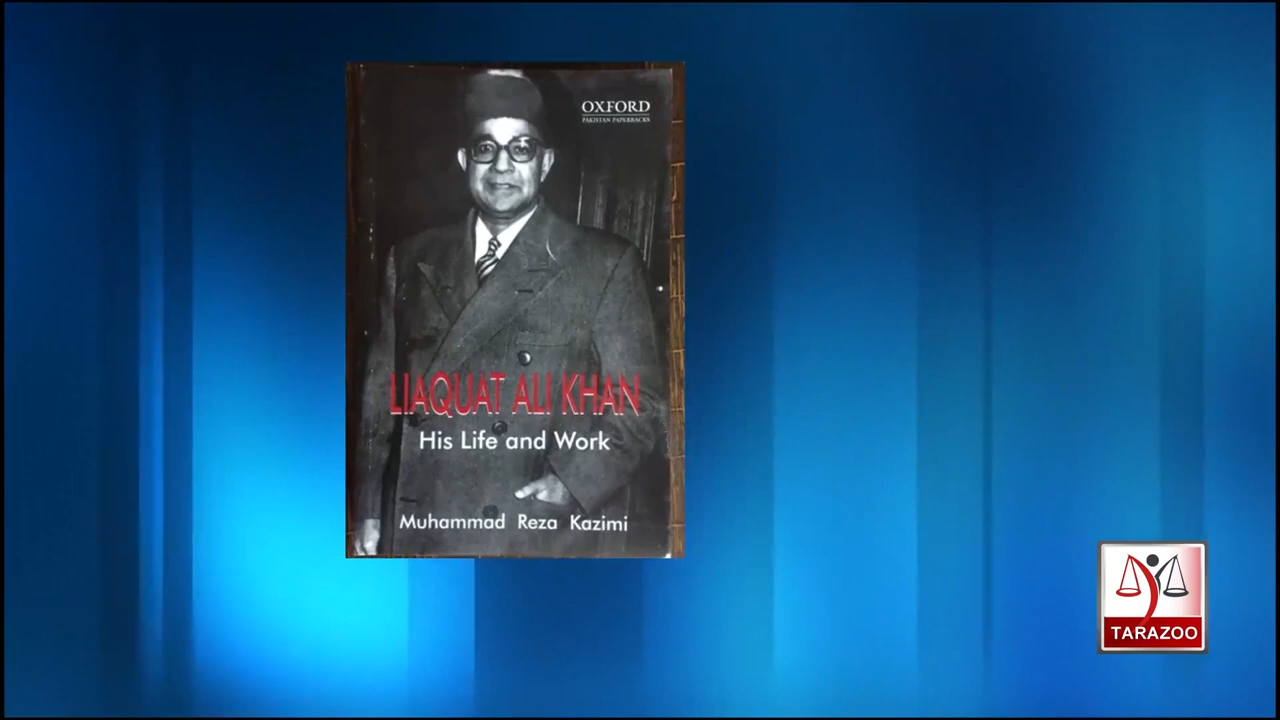 OXFORD
PAKISTAN PAPERBACKS
LIAQUAT ALI KHAN
His Life and Work
Muhammad Reza Kazimi
TARAZOO